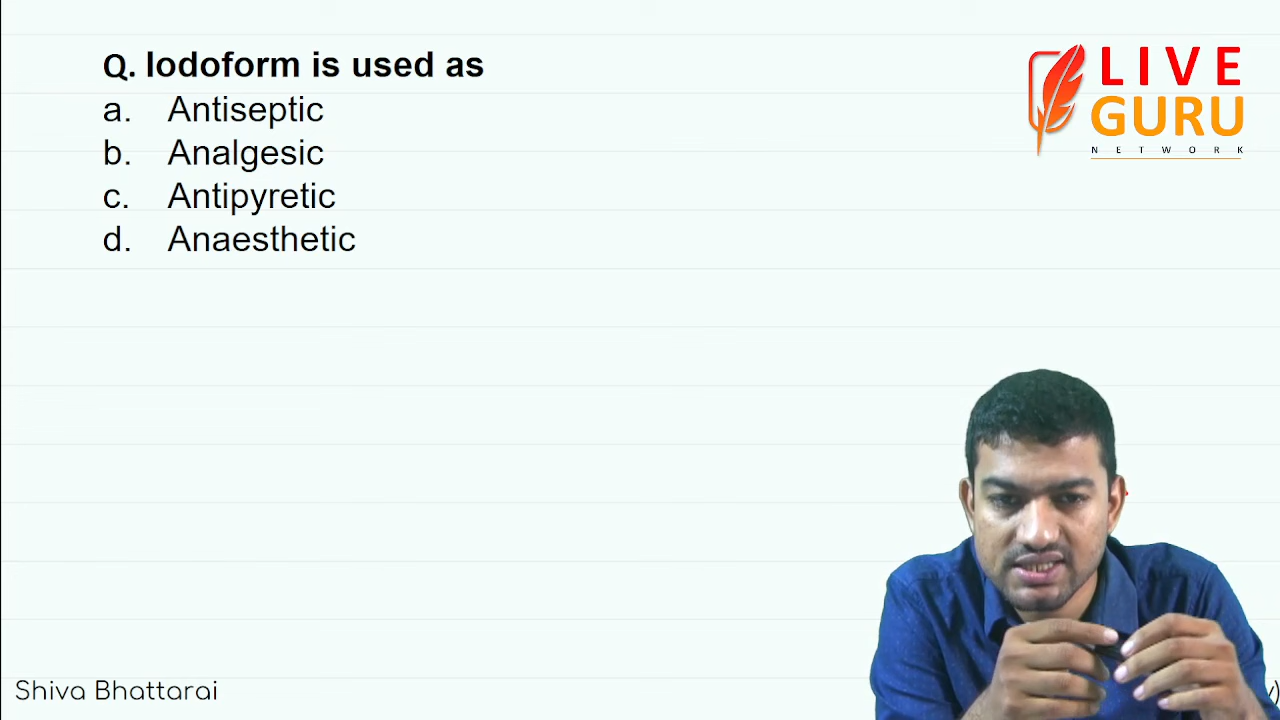 Q. Iodoform is used as
a. Antiseptic
b. Analgesic
c. Antipyretic
d. Anaesthetic
LIVE
GURU
NETWORK
Shiva Bhattarai